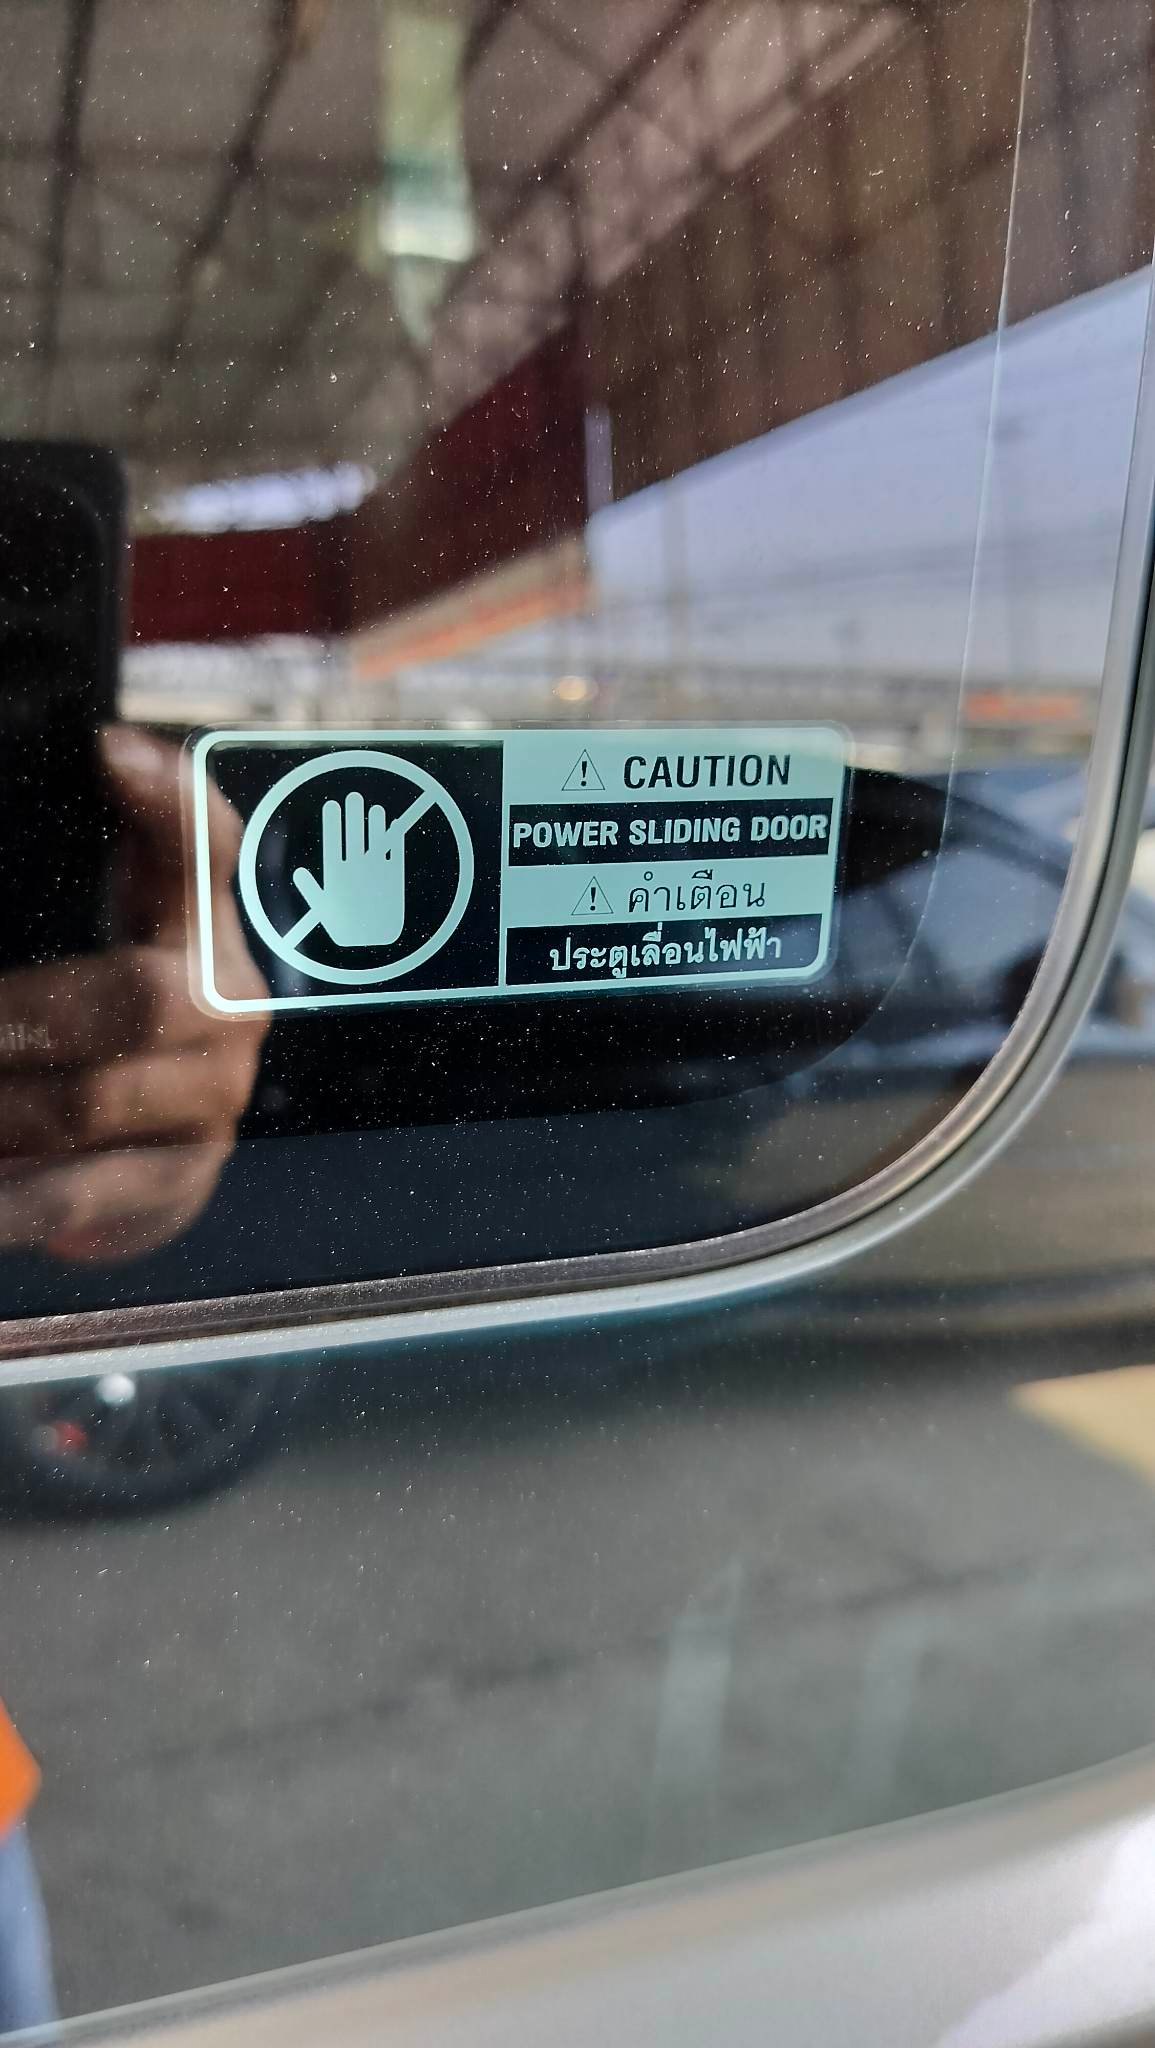 ⚠ CAUTION
POWER SLIDING DOOR
⚠ คำเตือน
ประตูเลื่อนไฟฟ้า